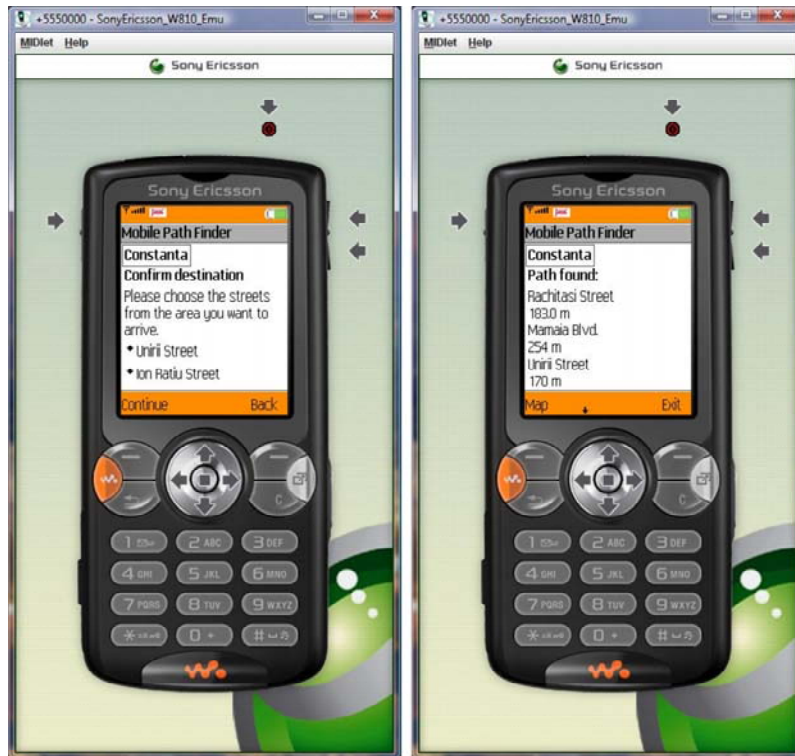 +5550000 - SonyEricsson_W810_Emu
MIDlet Help
Sony Ericsson
Sony Ericsson
Mobile Path Finder
Constanta
Confirm destination
Please choose the streets
from the area you want to
arrive.
Unirii Street
Ion Ratiu Street
Continue Back
C
1
2 ABC 3 DEF
4 GHI 5 JKL 6 MNO
7 PQRS 8 TUV 9 WXYZ
* 0 + #
+5550000 - SonyEricsson_W810_Emu
MIDlet Help
Sony Ericsson
Sony Ericsson
Mobile Path Finder
Constanta
Path found:
Rachitasi Street
183.0 m
Mamaia Blvd.
254 m
Unirii Street
170 m
Map Exit
C
1
2 ABC 3 DEF
4 GHI 5 JKL 6 MNO
7 PQRS 8 TUV 9 WXYZ
* 0 + #